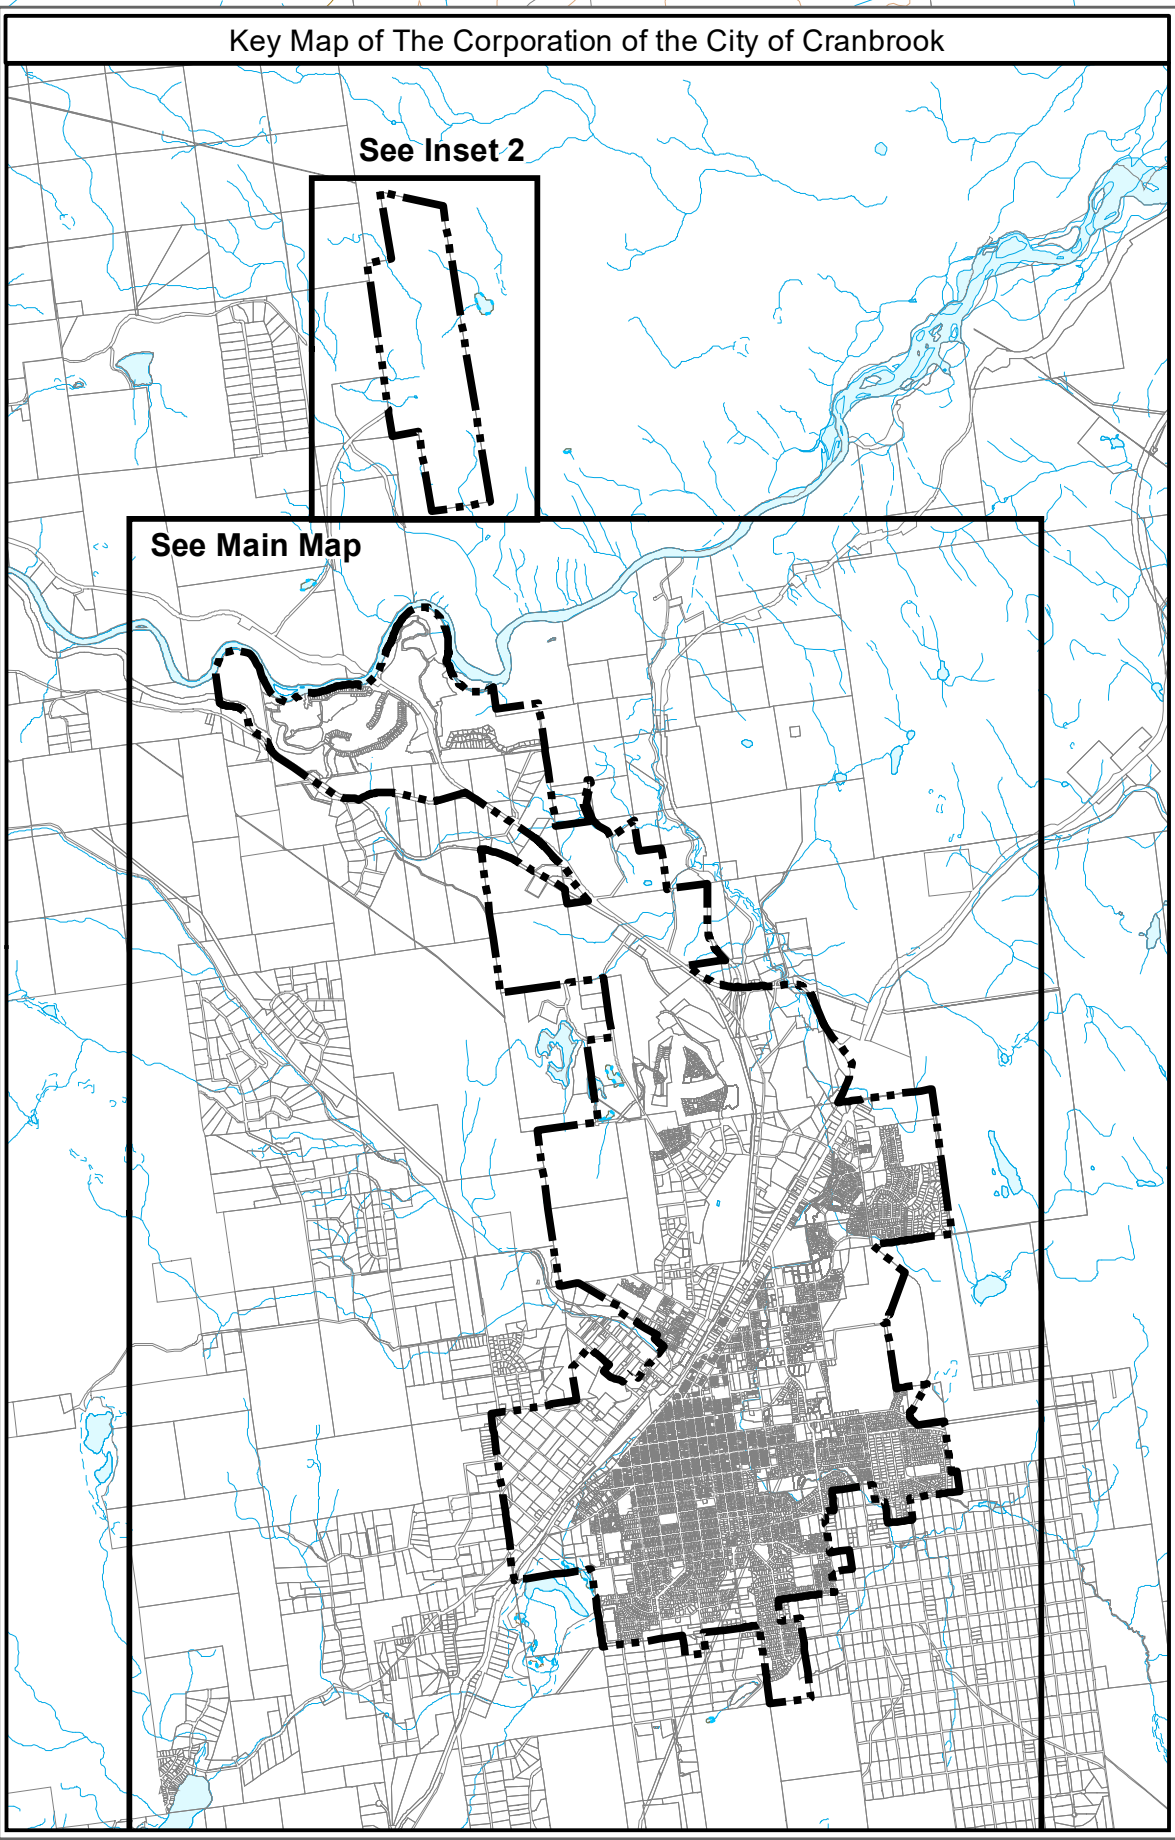 Key Map of The Corporation of the City of Cranbrook
See Inset 2
See Main Map